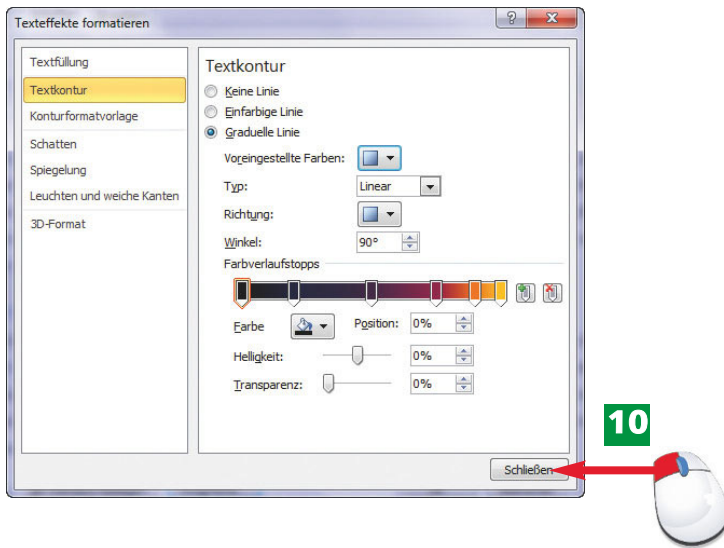 Texteffekte formatieren
Textfüllung
Textkontur
Konturformatvorlage
Schatten
Spiegelung
Leuchten und weiche Kanten
3D-Format
Textkontur
Keine Linie
Einfarbige Linie
Graduelle Linie
Voreingestellte Farben:
Typ:
Linear
Richtung:
Winkel:
90°
Farbverlaufstopps
Farbe
Position:
0%
Helligkeit:
0%
Transparenz:
0%
Schließen
10